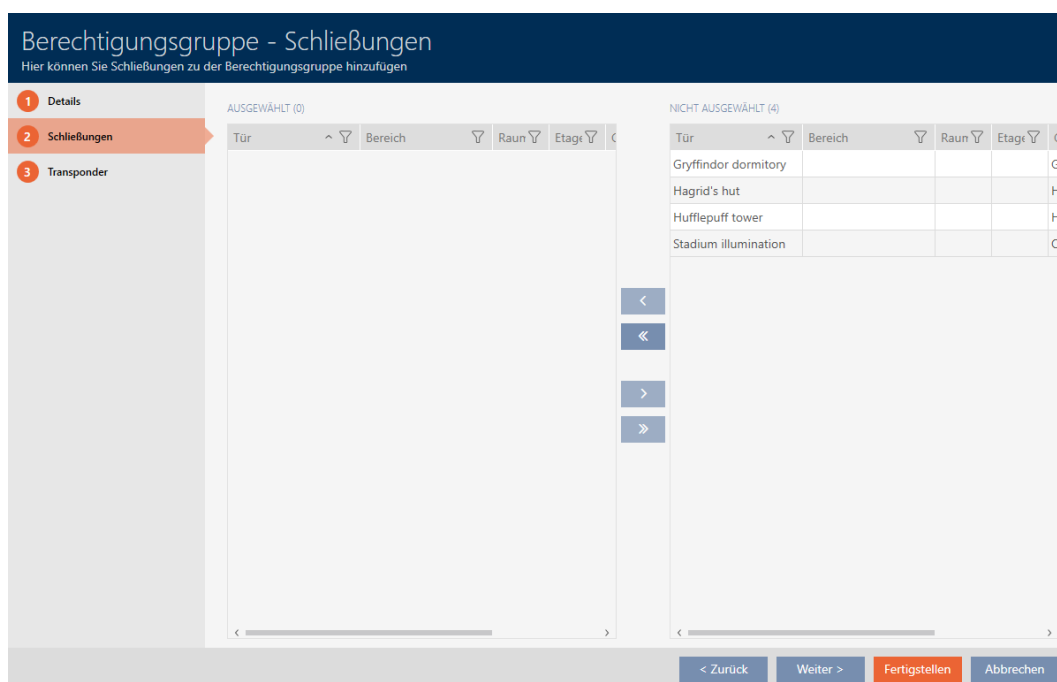 Berechtigungsgruppe - Schließungen
Hier können Sie Schließungen zu der Berechtigungsgruppe hinzufügen
1 Details
2 Schließungen
3 Transponder
AUSGEWÄHLT (0)
Tür Bereich Raum Etage
NICHT AUSGEWÄHLT (4)
Tür Bereich Raum Etage
Gryffindor dormitory G
Hagrid's hut H
Hufflepuff tower H
Stadium illumination
< Zurück Weiter > Fertigstellen Abbrechen